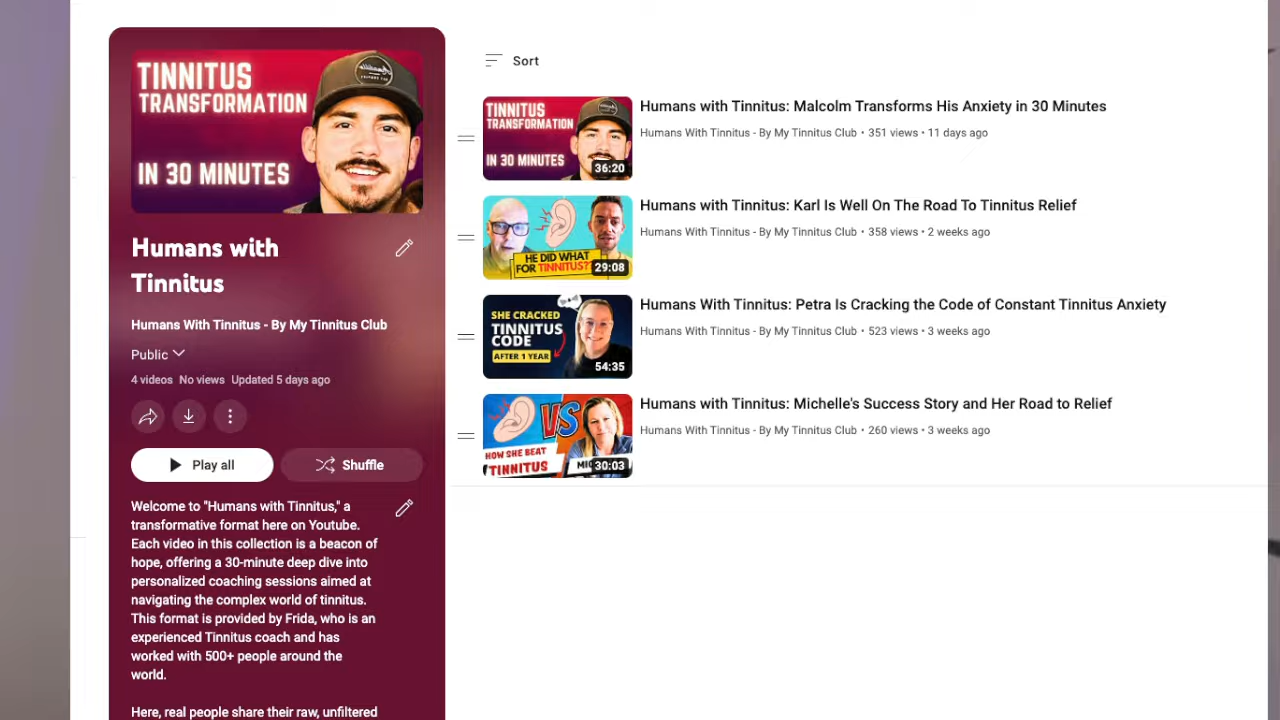 TINNITUS
TRANSFORMATION
IN 30 MINUTES
Humans with
Tinnitus
Humans With Tinnitus - By My Tinnitus Club
Public
4 videos No views Updated 5 days ago
Play all
Shuffle
Welcome to "Humans with Tinnitus," a
transformative format here on Youtube.
Each video in this collection is a beacon of
hope, offering a 30-minute deep dive into
personalized coaching sessions aimed at
navigating the complex world of tinnitus.
This format is provided by Frida, who is an
experienced Tinnitus coach and has
worked with 500+ people around the
world.
Here, real people share their raw, unfiltered
Sort
TINNITUS
TRANSFORMATION
IN 30 MINUTES
36:20
Humans with Tinnitus: Malcolm Transforms His Anxiety in 30 Minutes
Humans With Tinnitus - By My Tinnitus Club • 351 views • 11 days ago
HE DID WHAT
FOR TINNITUS??
29:08
Humans with Tinnitus: Karl Is Well On The Road To Tinnitus Relief
Humans With Tinnitus - By My Tinnitus Club • 358 views • 2 weeks ago
SHE CRACKED
TINNITUS
CODE
AFTER 1 YEAR
54:35
Humans With Tinnitus: Petra Is Cracking the Code of Constant Tinnitus Anxiety
Humans With Tinnitus - By My Tinnitus Club • 523 views • 3 weeks ago
VS
HOW SHE BEAT
TINNITUS
30:03
Humans with Tinnitus: Michelle's Success Story and Her Road to Relief
Humans With Tinnitus - By My Tinnitus Club • 260 views • 3 weeks ago